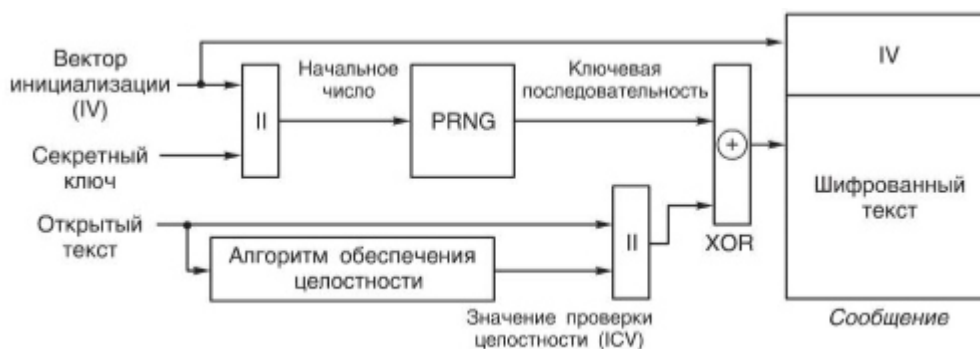 Вектор
инициализации
(IV)
Секретный
ключ
Открытый
текст
II
Начальное
число
PRNG
Ключевая
последовательность
Алгоритм обеспечения
целостности
II
Значение проверки
целостности (ICV)
+
XOR
IV
Шифрованный
текст
Сообщение